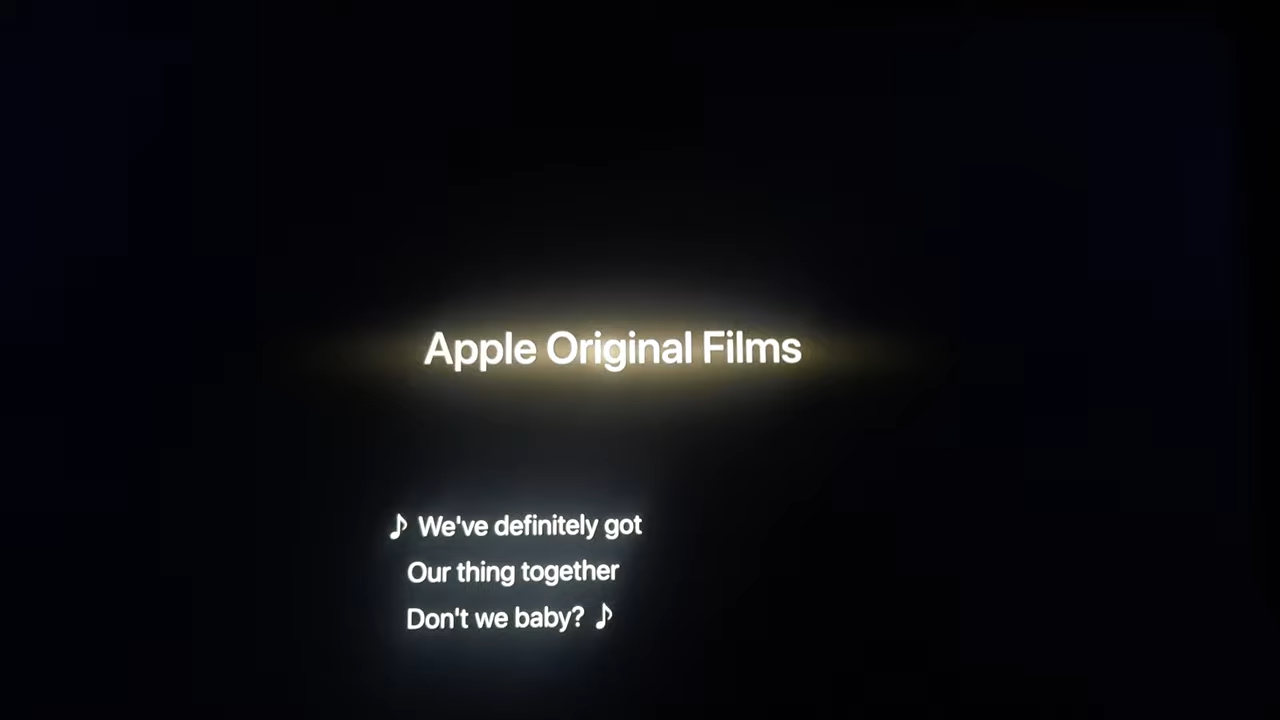 Apple Original Films
♪ We've definitely got
Our thing together
Don't we baby? ♪